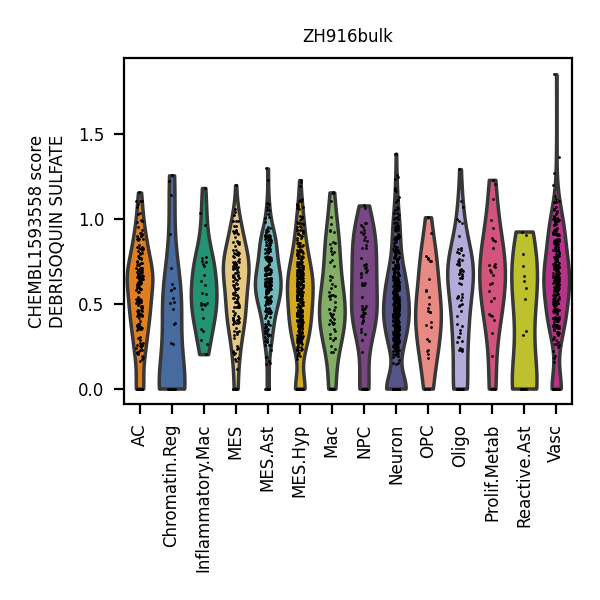 ZH916bulk
CHEMBL1593558 score
DEBRISOQUIN SULFATE
1.5
1.0
0.5
0.0
AC
Chromatin.Reg
Inflammatory.Mac
MES
MES.Ast
MES.Hyp
Mac
NPC
Neuron
OPC
Oligo
Prolif.Metab
Reactive.Ast
Vasc